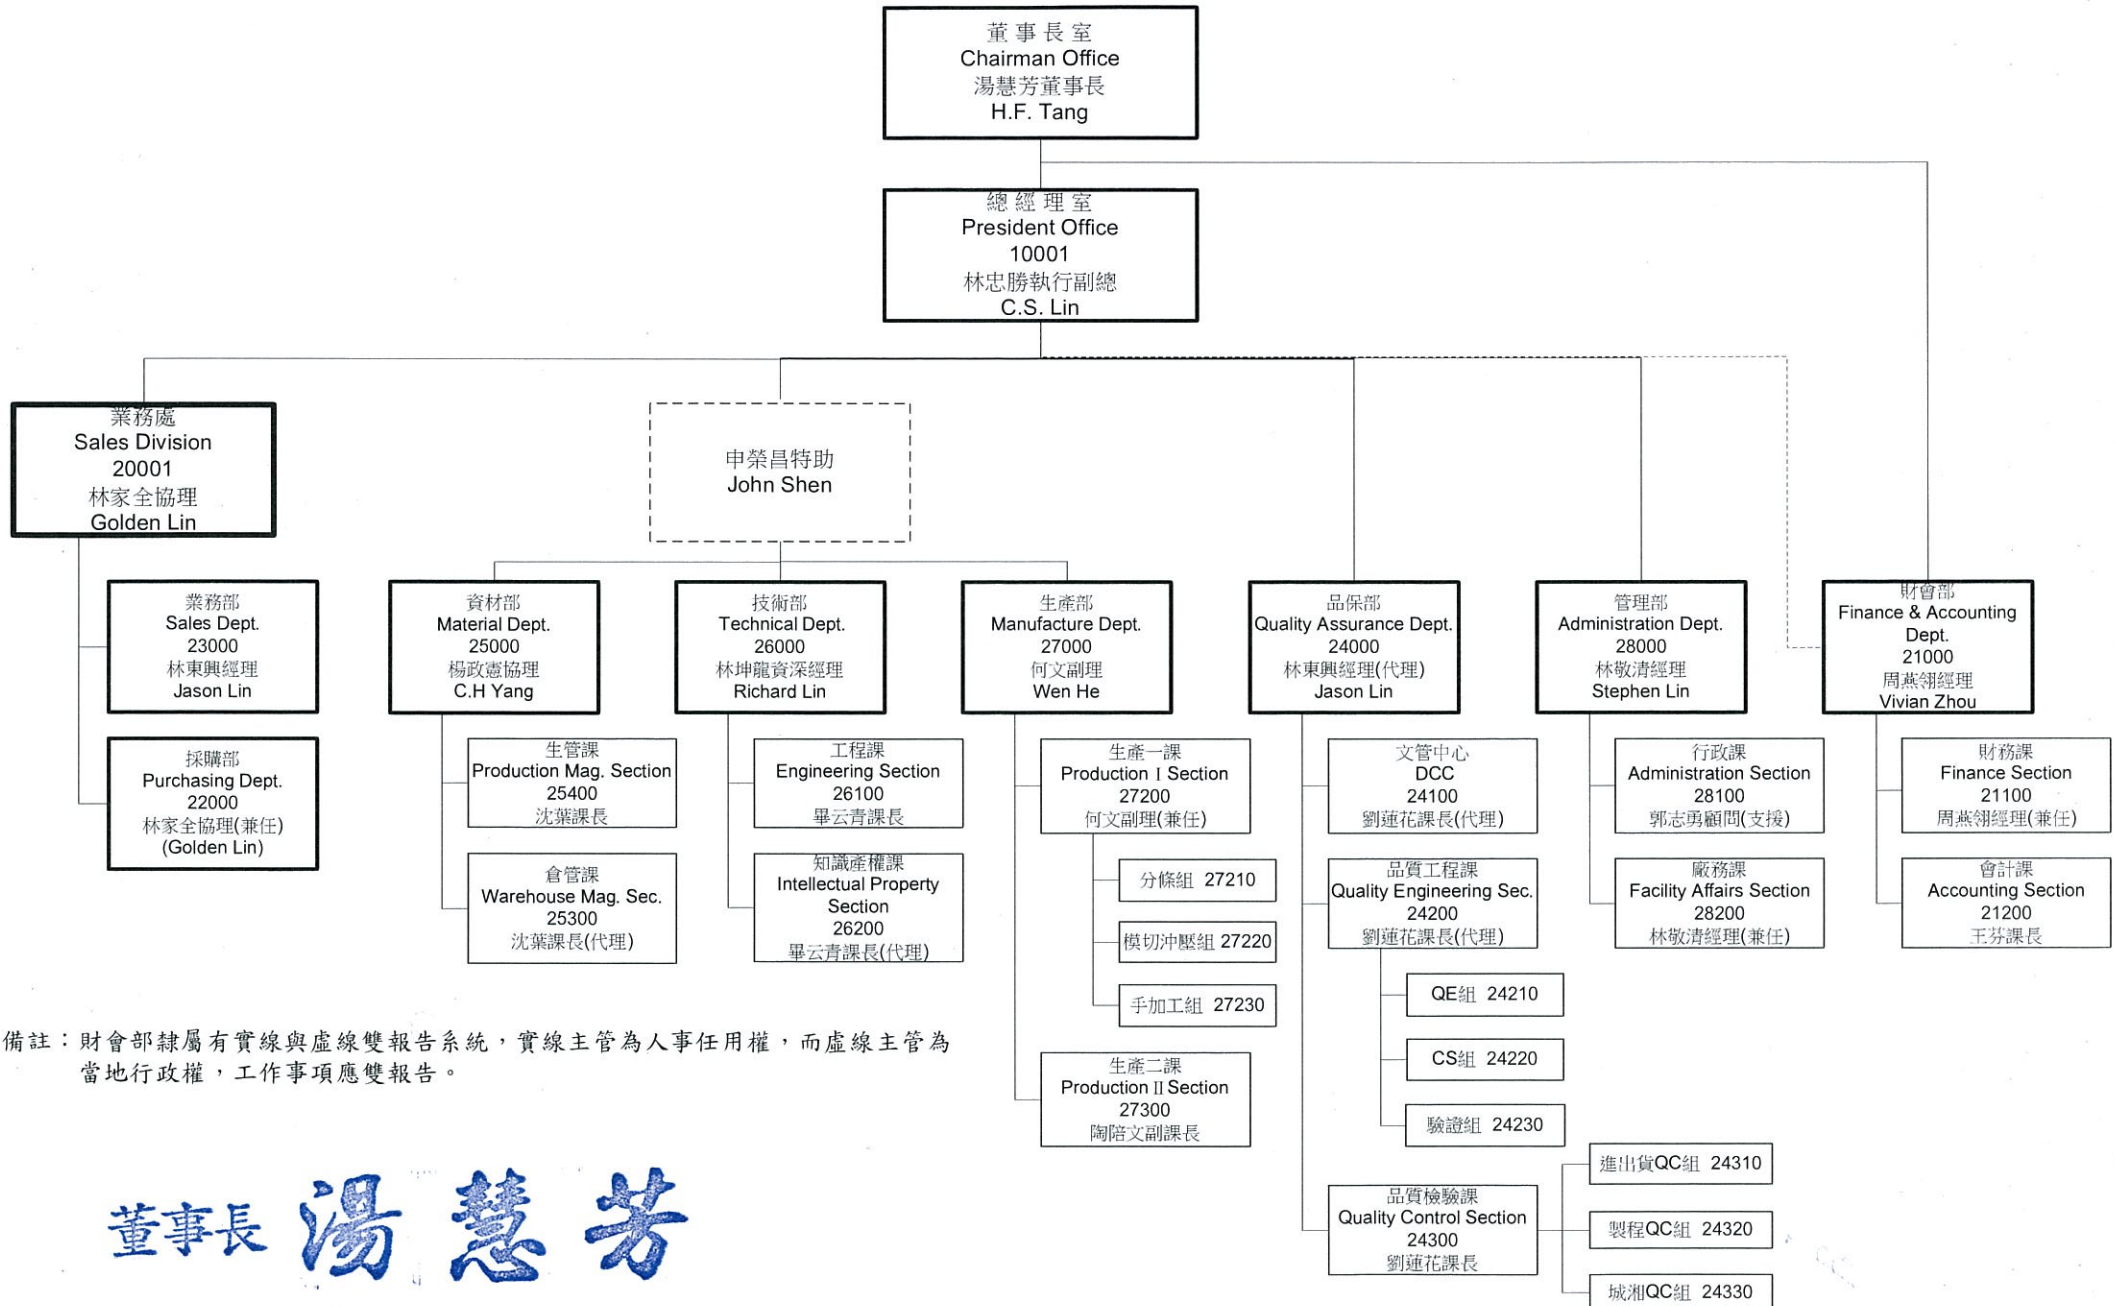 董事長室
Chairman Office
湯慧芳董事長
H.F. Tang
總經理室
President Office
10001
林忠勝執行副總
C.S. Lin
業務處
Sales Division
20001
林家全協理
Golden Lin
申榮昌特助
John Shen
業務部
Sales Dept.
23000
林東興經理
Jason Lin
採購部
Purchasing Dept.
22000
林家全協理(兼任)
(Golden Lin)
資材部
Material Dept.
25000
楊政憲協理
C.H Yang
生管課
Production Mag. Section
25400
沈葉課長
倉管課
Warehouse Mag. Sec.
25300
沈葉課長(代理)
技術部
Technical Dept.
26000
林坤龍資深經理
Richard Lin
工程課
Engineering Section
26100
畢云青課長
知識產權課
Intellectual Property
Section
26200
畢云青課長(代理)
生產部
Manufacture Dept.
27000
何文副理
Wen He
生產一課
Production I Section
27200
何文副理(兼任)
分條組 27210
模切沖壓組 27220
手加工組 27230
生產二課
Production II Section
27300
陶陪文副課長
品保部
Quality Assurance Dept.
24000
林東興經理(代理)
Jason Lin
文管中心
DCC
24100
劉蓮花課長(代理)
品質工程課
Quality Engineering Sec.
24200
劉蓮花課長(代理)
QE組 24210
CS組 24220
驗證組 24230
品質檢驗課
Quality Control Section
24300
劉蓮花課長
進出貨QC組 24310
製程QC組 24320
城湘QC組 24330
管理部
Administration Dept.
28000
林敬清經理
Stephen Lin
行政課
Administration Section
28100
郭志勇顧問(支援)
廠務課
Facility Affairs Section
28200
林敬清經理(兼任)
財會部
Finance & Accounting
Dept.
21000
周燕翎經理
Vivian Zhou
財務課
Finance Section
21100
周燕翎經理(兼任)
會計課
Accounting Section
21200
王芬課長
備註：財會部隸屬有實線與虛線雙報告系統，實線主管為人事任用權，而虛線主管為
當地行政權，工作事項應雙報告。
董事長 湯慧芳